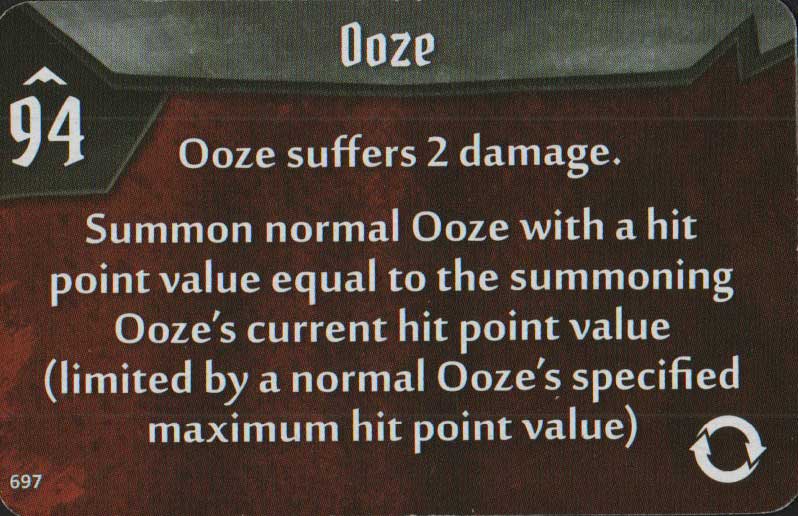 Ooze
94
Ooze suffers 2 damage.
Summon normal Ooze with a hit
point value equal to the summoning
Ooze's current hit point value
(limited by a normal Ooze's specified
maximum hit point value)
697